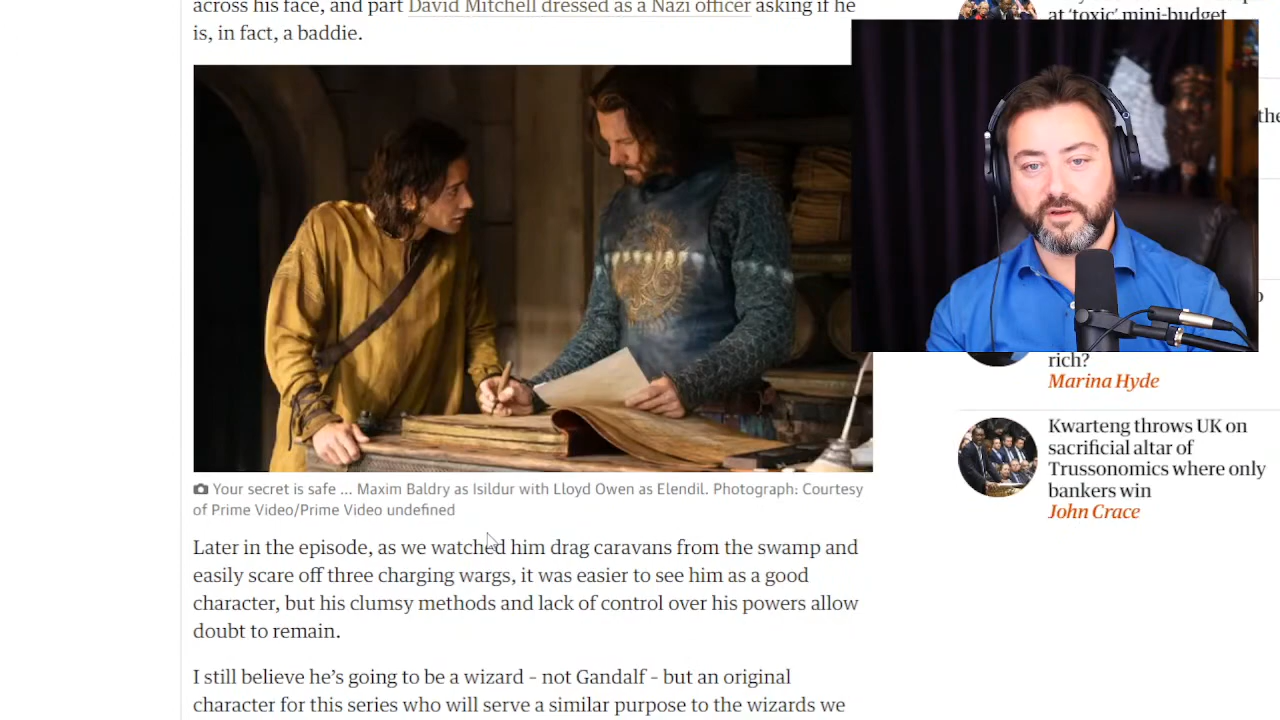 across his face, and part David Mitchell dressed as a Nazi officer asking if he
is, in fact, a baddie.
Your secret is safe ... Maxim Baldry as Isildur with Lloyd Owen as Elendil. Photograph: Courtesy
of Prime Video/Prime Video undefined
Later in the episode, as we watched him drag caravans from the swamp and
easily scare off three charging wargs, it was easier to see him as a good
character, but his clumsy methods and lack of control over his powers allow
doubt to remain.
I still believe he's going to be a wizard – not Gandalf – but an original
character for this series who will serve a similar purpose to the wizards we
at 'toxic' mini-budget
rich?
Marina Hyde
Kwarteng throws UK on
sacrificial altar of
Trussonomics where only
bankers win
John Crace